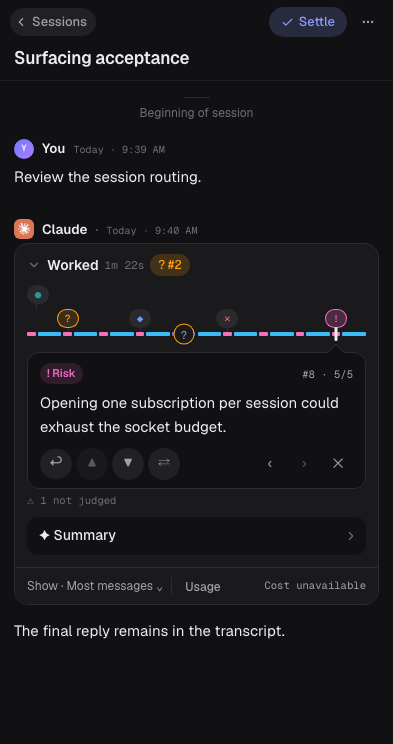 Sessions
Settle
Surfacing acceptance
Beginning of session
Y You Today · 9:39 AM
Review the session routing.
Claude · Today · 9:40 AM
Worked 1m 22s ? #2
? ? !
! Risk #8 · 5/5
Opening one subscription per session could
exhaust the socket budget.
⚠ 1 not judged
Summary
Show · Most messages Usage Cost unavailable
The final reply remains in the transcript.